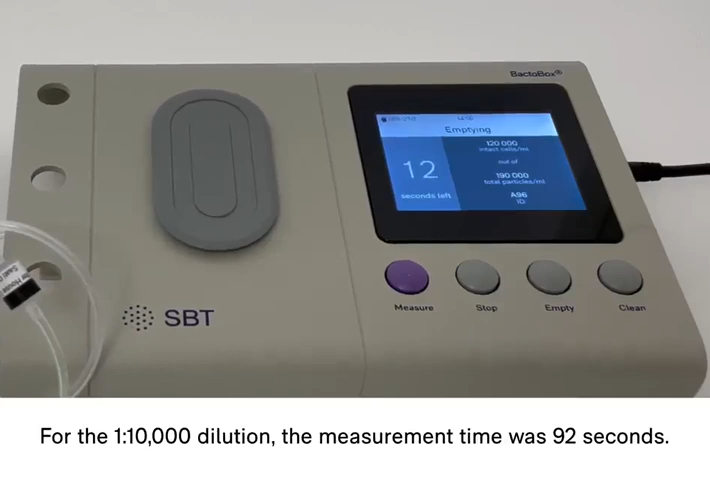 BactoBox®
Emptying
120 000
intact cells/ml
12
out of
190 000
total particles/ml
seconds left
A96
ID:
SBT
Measure
Stop
Empty
Clean
For the 1:10,000 dilution, the measurement time was 92 seconds.